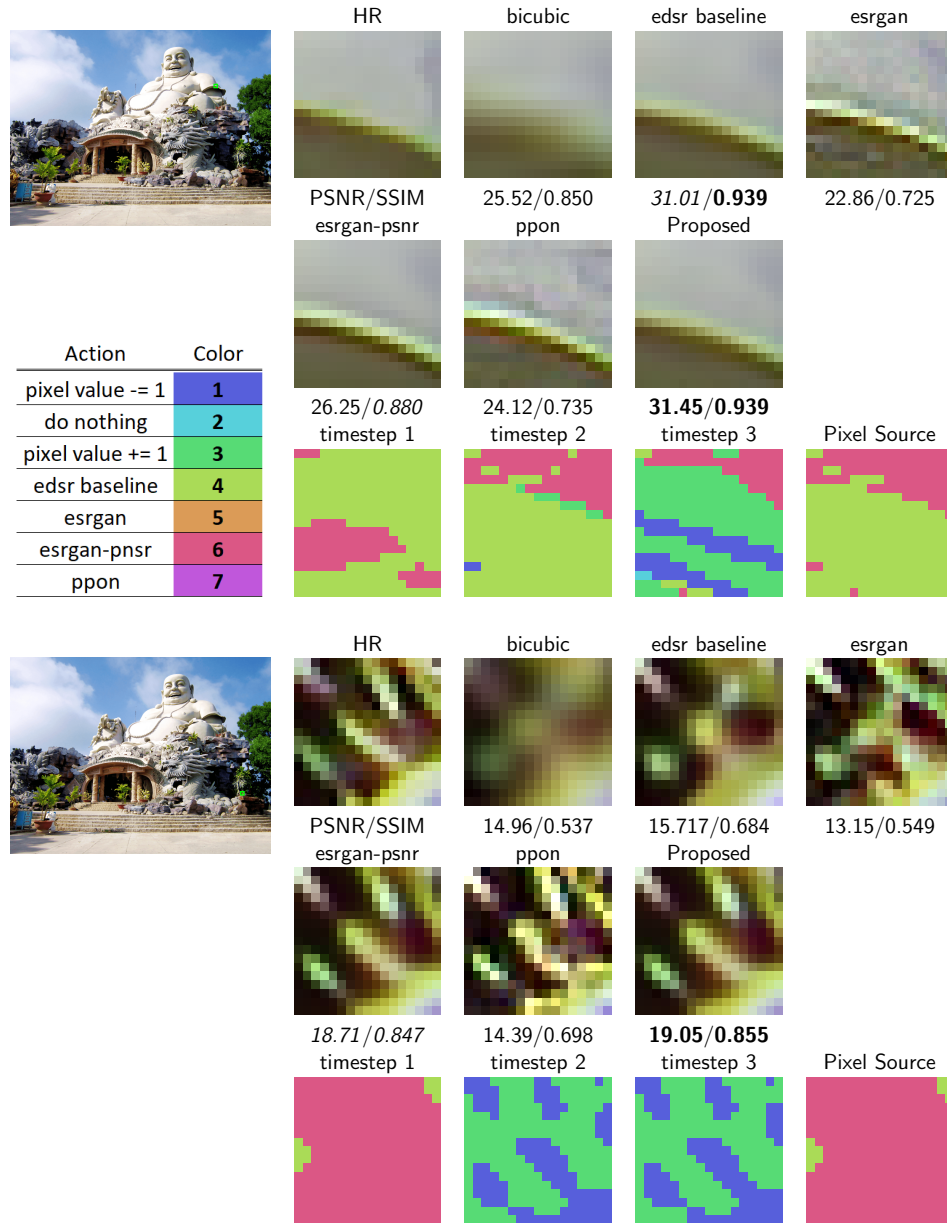 HR bicubic edsr baseline esrgan
PSNR/SSIM 25.52/0.850 31.01/0.939 22.86/0.725
esrgan-psnr ppon Proposed
26.25/0.880 24.12/0.735 31.45/0.939
Action Color
pixel value -= 1 1
do nothing 2
pixel value += 1 3
edsr baseline 4
esrgan 5
esrgan-pnsr 6
ppon 7
timestep 1 timestep 2 timestep 3 Pixel Source
HR bicubic edsr baseline esrgan
PSNR/SSIM 14.96/0.537 15.717/0.684 13.15/0.549
esrgan-psnr ppon Proposed
18.71/0.847 14.39/0.698 19.05/0.855
timestep 1 timestep 2 timestep 3 Pixel Source